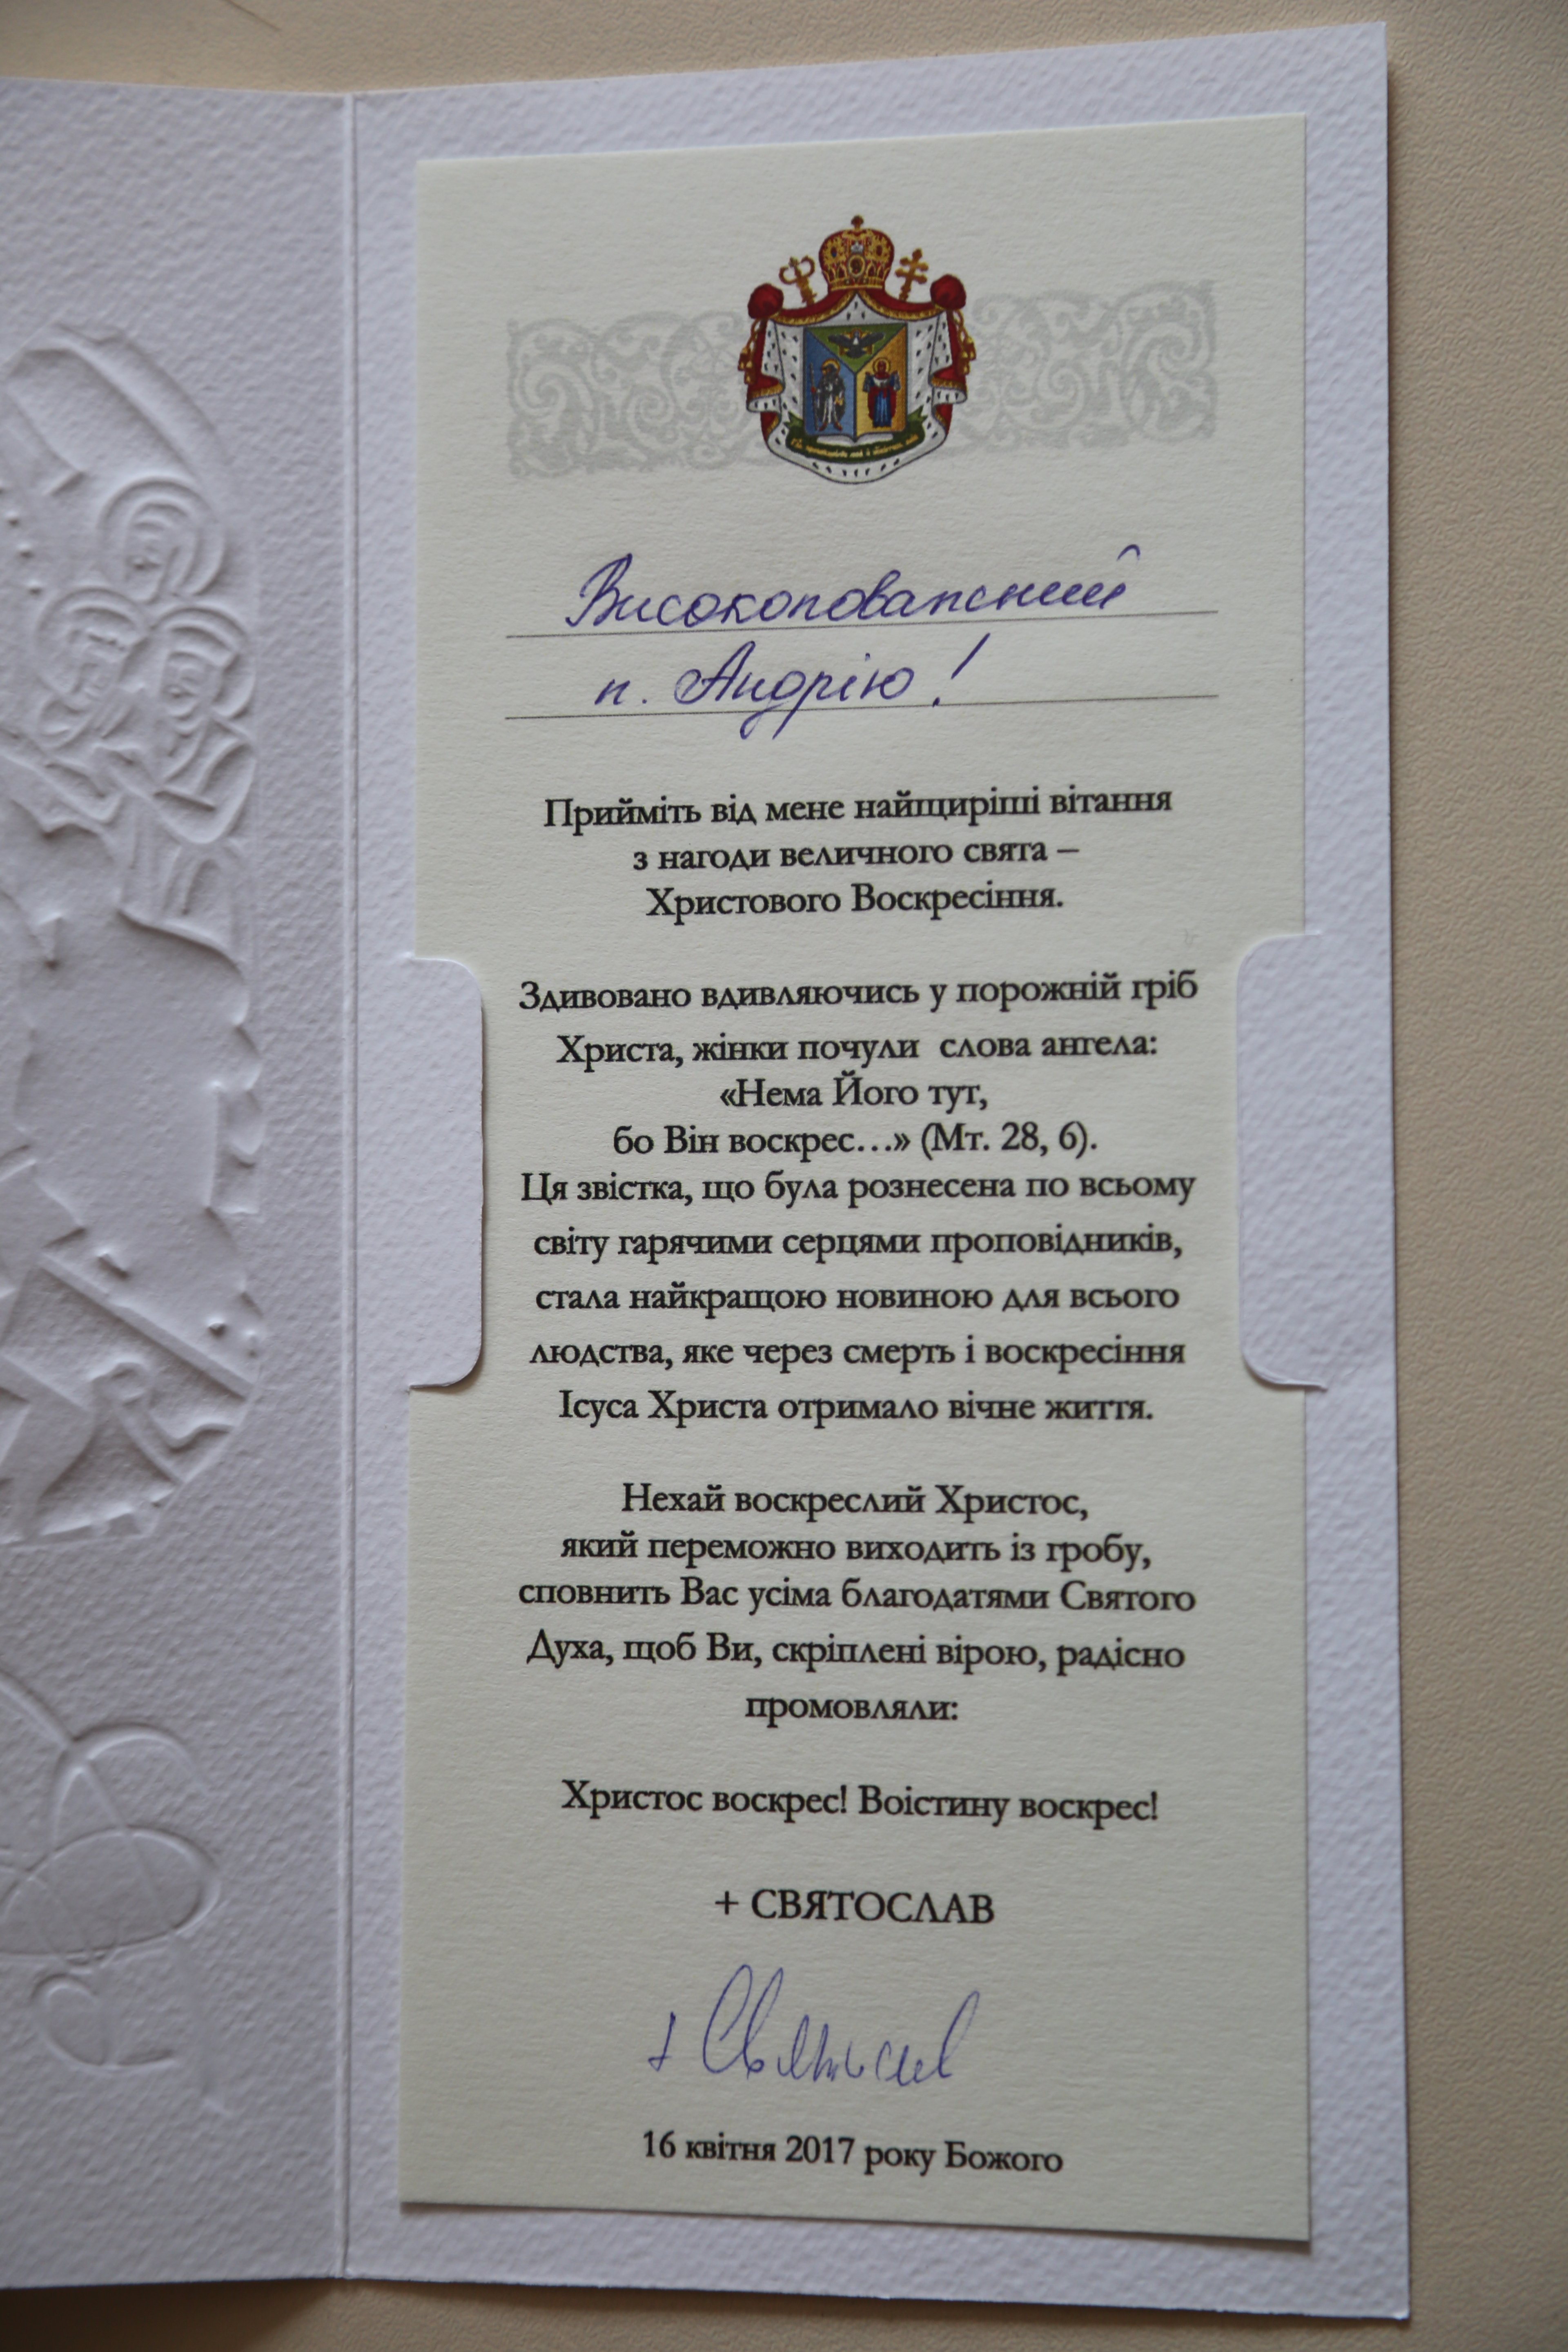 Високоповажний
п. Андрію!
Прийміть від мене найщиріші вітання
з нагоди величного свята –
Христового Воскресіння.
Здивовано вдивляючись у порожній гріб
Христа, жінки почули слова ангела:
«Нема Його тут,
бо Він воскрес…» (Мт. 28, 6).
Ця звістка, що була рознесена по всьому
світу гарячими серцями проповідників,
стала найкращою новиною для всього
людства, яке через смерть і воскресіння
Ісуса Христа отримало вічне життя.
Нехай воскреслий Христос,
який переможно виходить із гробу,
сповнить Вас усіма благодатями Святого
Духа, щоб Ви, скріплені вірою, радісно
промовляли:
Христос воскрес! Воістину воскрес!
+ СВЯТОСЛАВ
+ Святослав
16 квітня 2017 року Божого